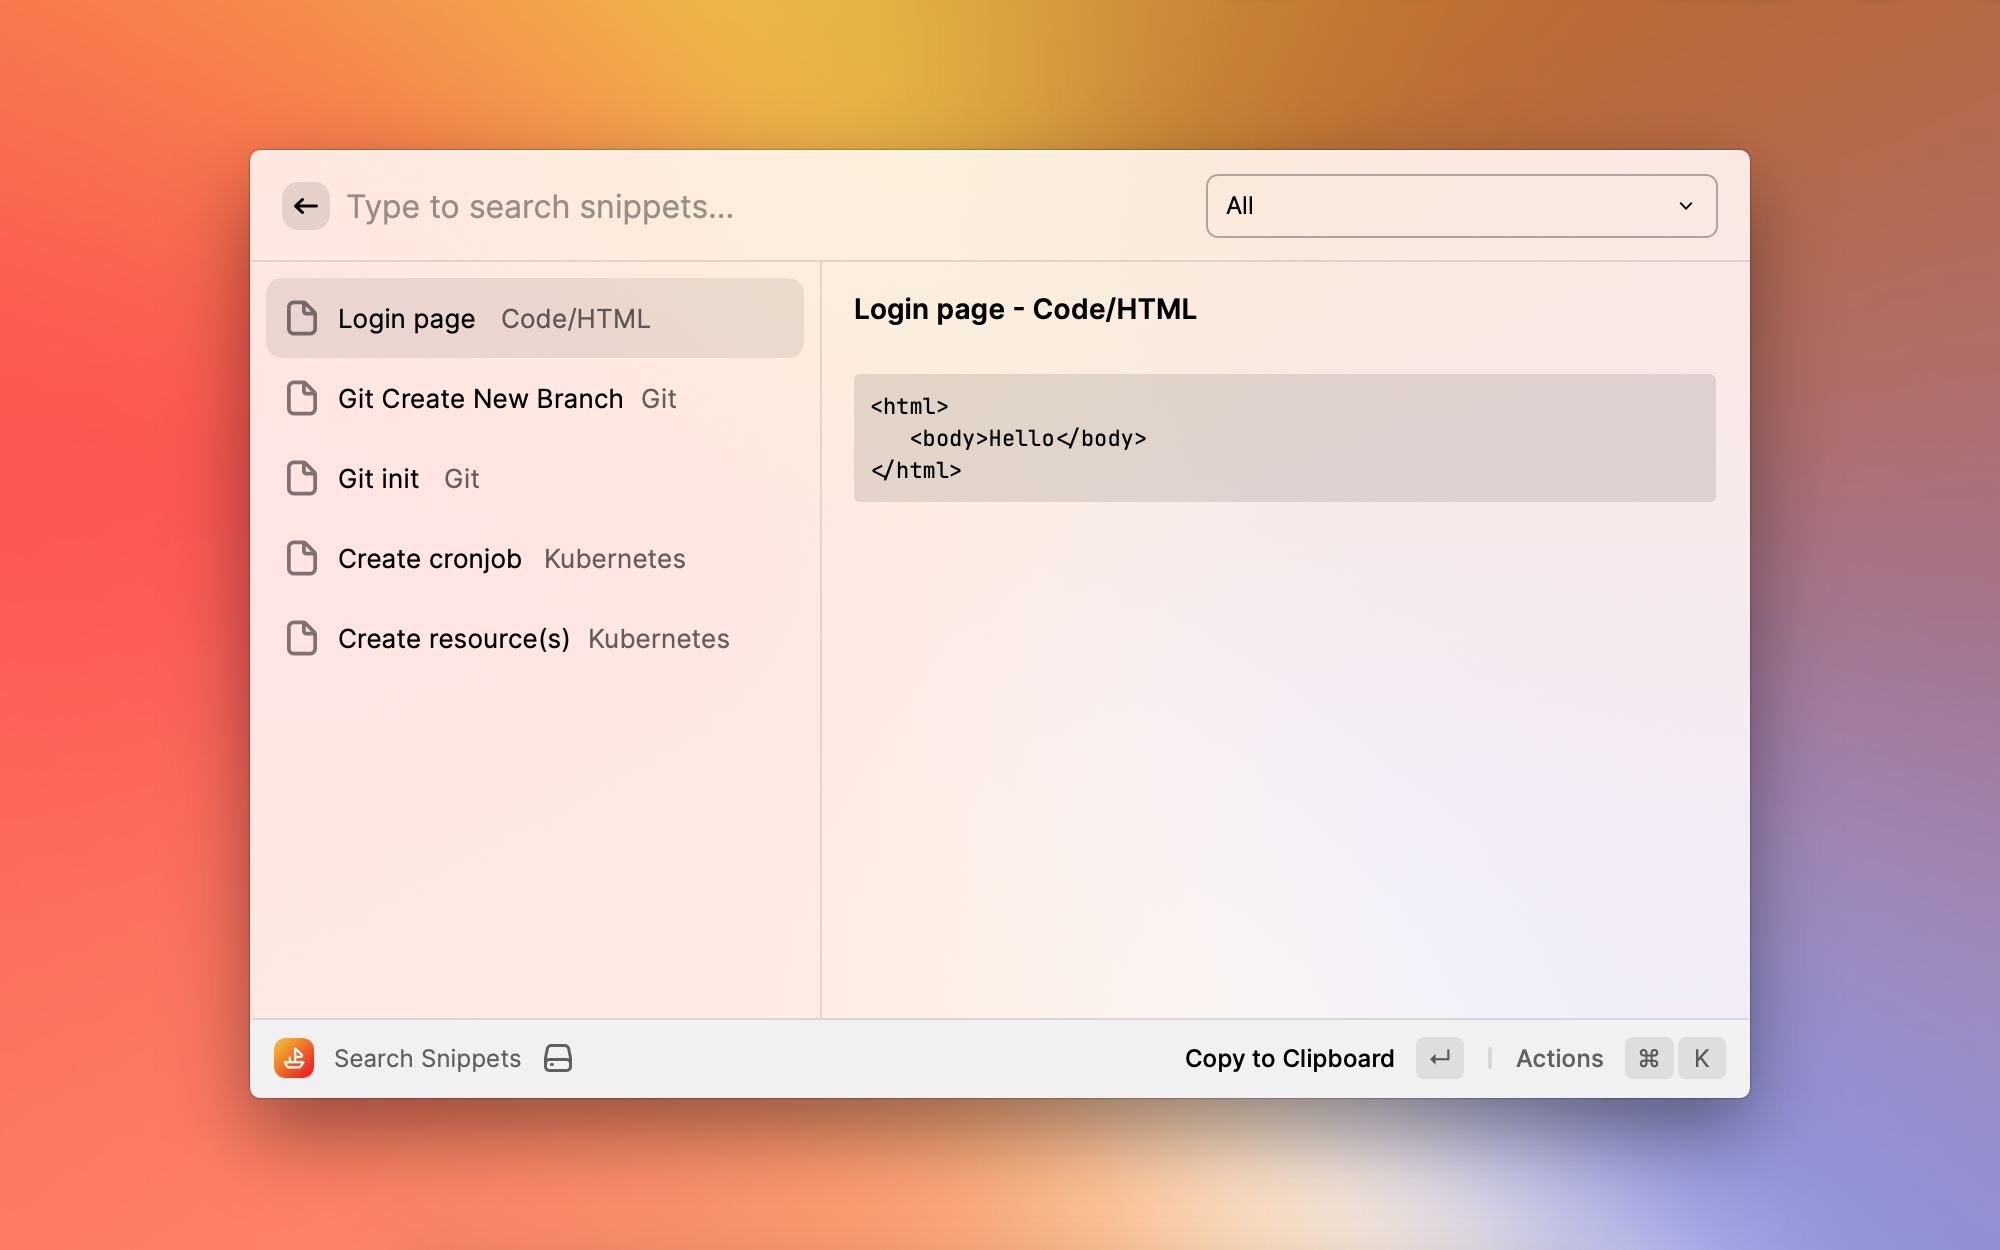 Type to search snippets...
All
Login page Code/HTML
Git Create New Branch Git
Git init Git
Create cronjob Kubernetes
Create resource(s) Kubernetes
Login page - Code/HTML
<html>
   <body>Hello</body>
</html>
Search Snippets
Copy to Clipboard ↵ | Actions ⌘ K